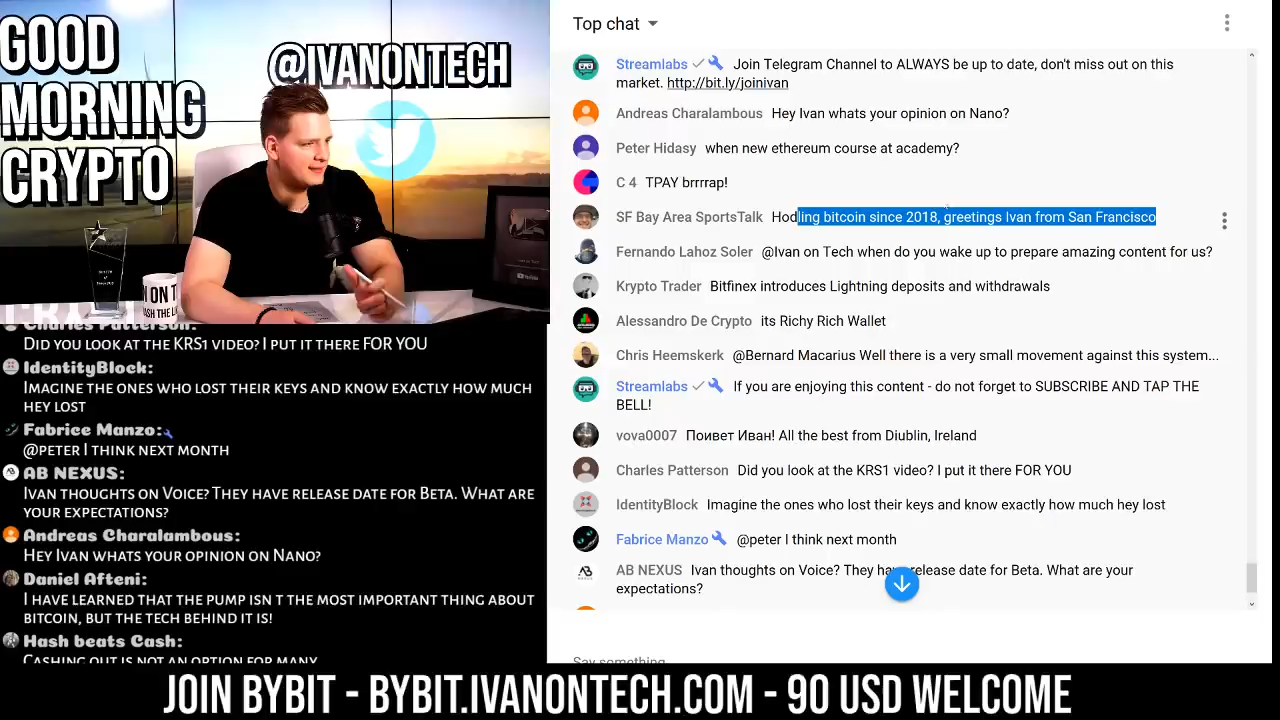 GOOD
MORNING
CRYPTO
@IVANONTECH
Charles Patterson:
Did you look at the KRS1 video? I put it there FOR YOU
IdentityBlock:
Imagine the ones who lost their keys and know exactly how much
hey lost
Fabrice Manzo:
@peter I think next month
AB NEXUS:
Ivan thoughts on Voice? They have release date for Beta. What are
your expectations?
Andreas Charalambous:
Hey Ivan whats your opinion on Nano?
Daniel Afteni:
I have learned that the pump isn t the most important thing about
bitcoin, but the tech behind it is!
Hash beats Cash:
Cashing out is not an option for many
Top chat
Streamlabs Join Telegram Channel to ALWAYS be up to date, don't miss out on this
market. http://bit.ly/joinivan
Andreas Charalambous Hey Ivan whats your opinion on Nano?
Peter Hidasy when new ethereum course at academy?
C 4 TPAY brrrrap!
SF Bay Area SportsTalk Hodling bitcoin since 2018, greetings Ivan from San Francisco
Fernando Lahoz Soler @Ivan on Tech when do you wake up to prepare amazing content for us?
Krypto Trader Bitfinex introduces Lightning deposits and withdrawals
Alessandro De Crypto its Richy Rich Wallet
Chris Heemskerk @Bernard Macarius Well there is a very small movement against this system...
Streamlabs If you are enjoying this content - do not forget to SUBSCRIBE AND TAP THE
BELL!
vova0007 Поивет Иван! All the best from Diublin, Ireland
Charles Patterson Did you look at the KRS1 video? I put it there FOR YOU
IdentityBlock Imagine the ones who lost their keys and know exactly how much hey lost
Fabrice Manzo @peter I think next month
AB NEXUS Ivan thoughts on Voice? They have release date for Beta. What are your
expectations?
Say something
JOIN BYBIT - BYBIT.IVANONTECH.COM - 90 USD WELCOME